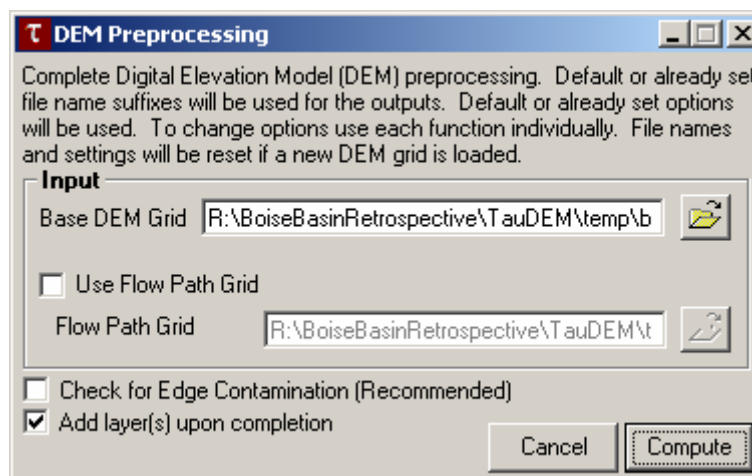 τ DEM Preprocessing
Complete Digital Elevation Model (DEM) preprocessing. Default or already set
file name suffixes will be used for the outputs. Default or already set options
will be used. To change options use each function individually. File names
and settings will be reset if a new DEM grid is loaded.
Input
Base DEM Grid R:\BoiseBasinRetrospective\TauDEM\temp\b
Use Flow Path Grid
Flow Path Grid R:\BoiseBasinRetrospective\TauDEM\t
Check for Edge Contamination (Recommended)
Add layer(s) upon completion
Cancel Compute